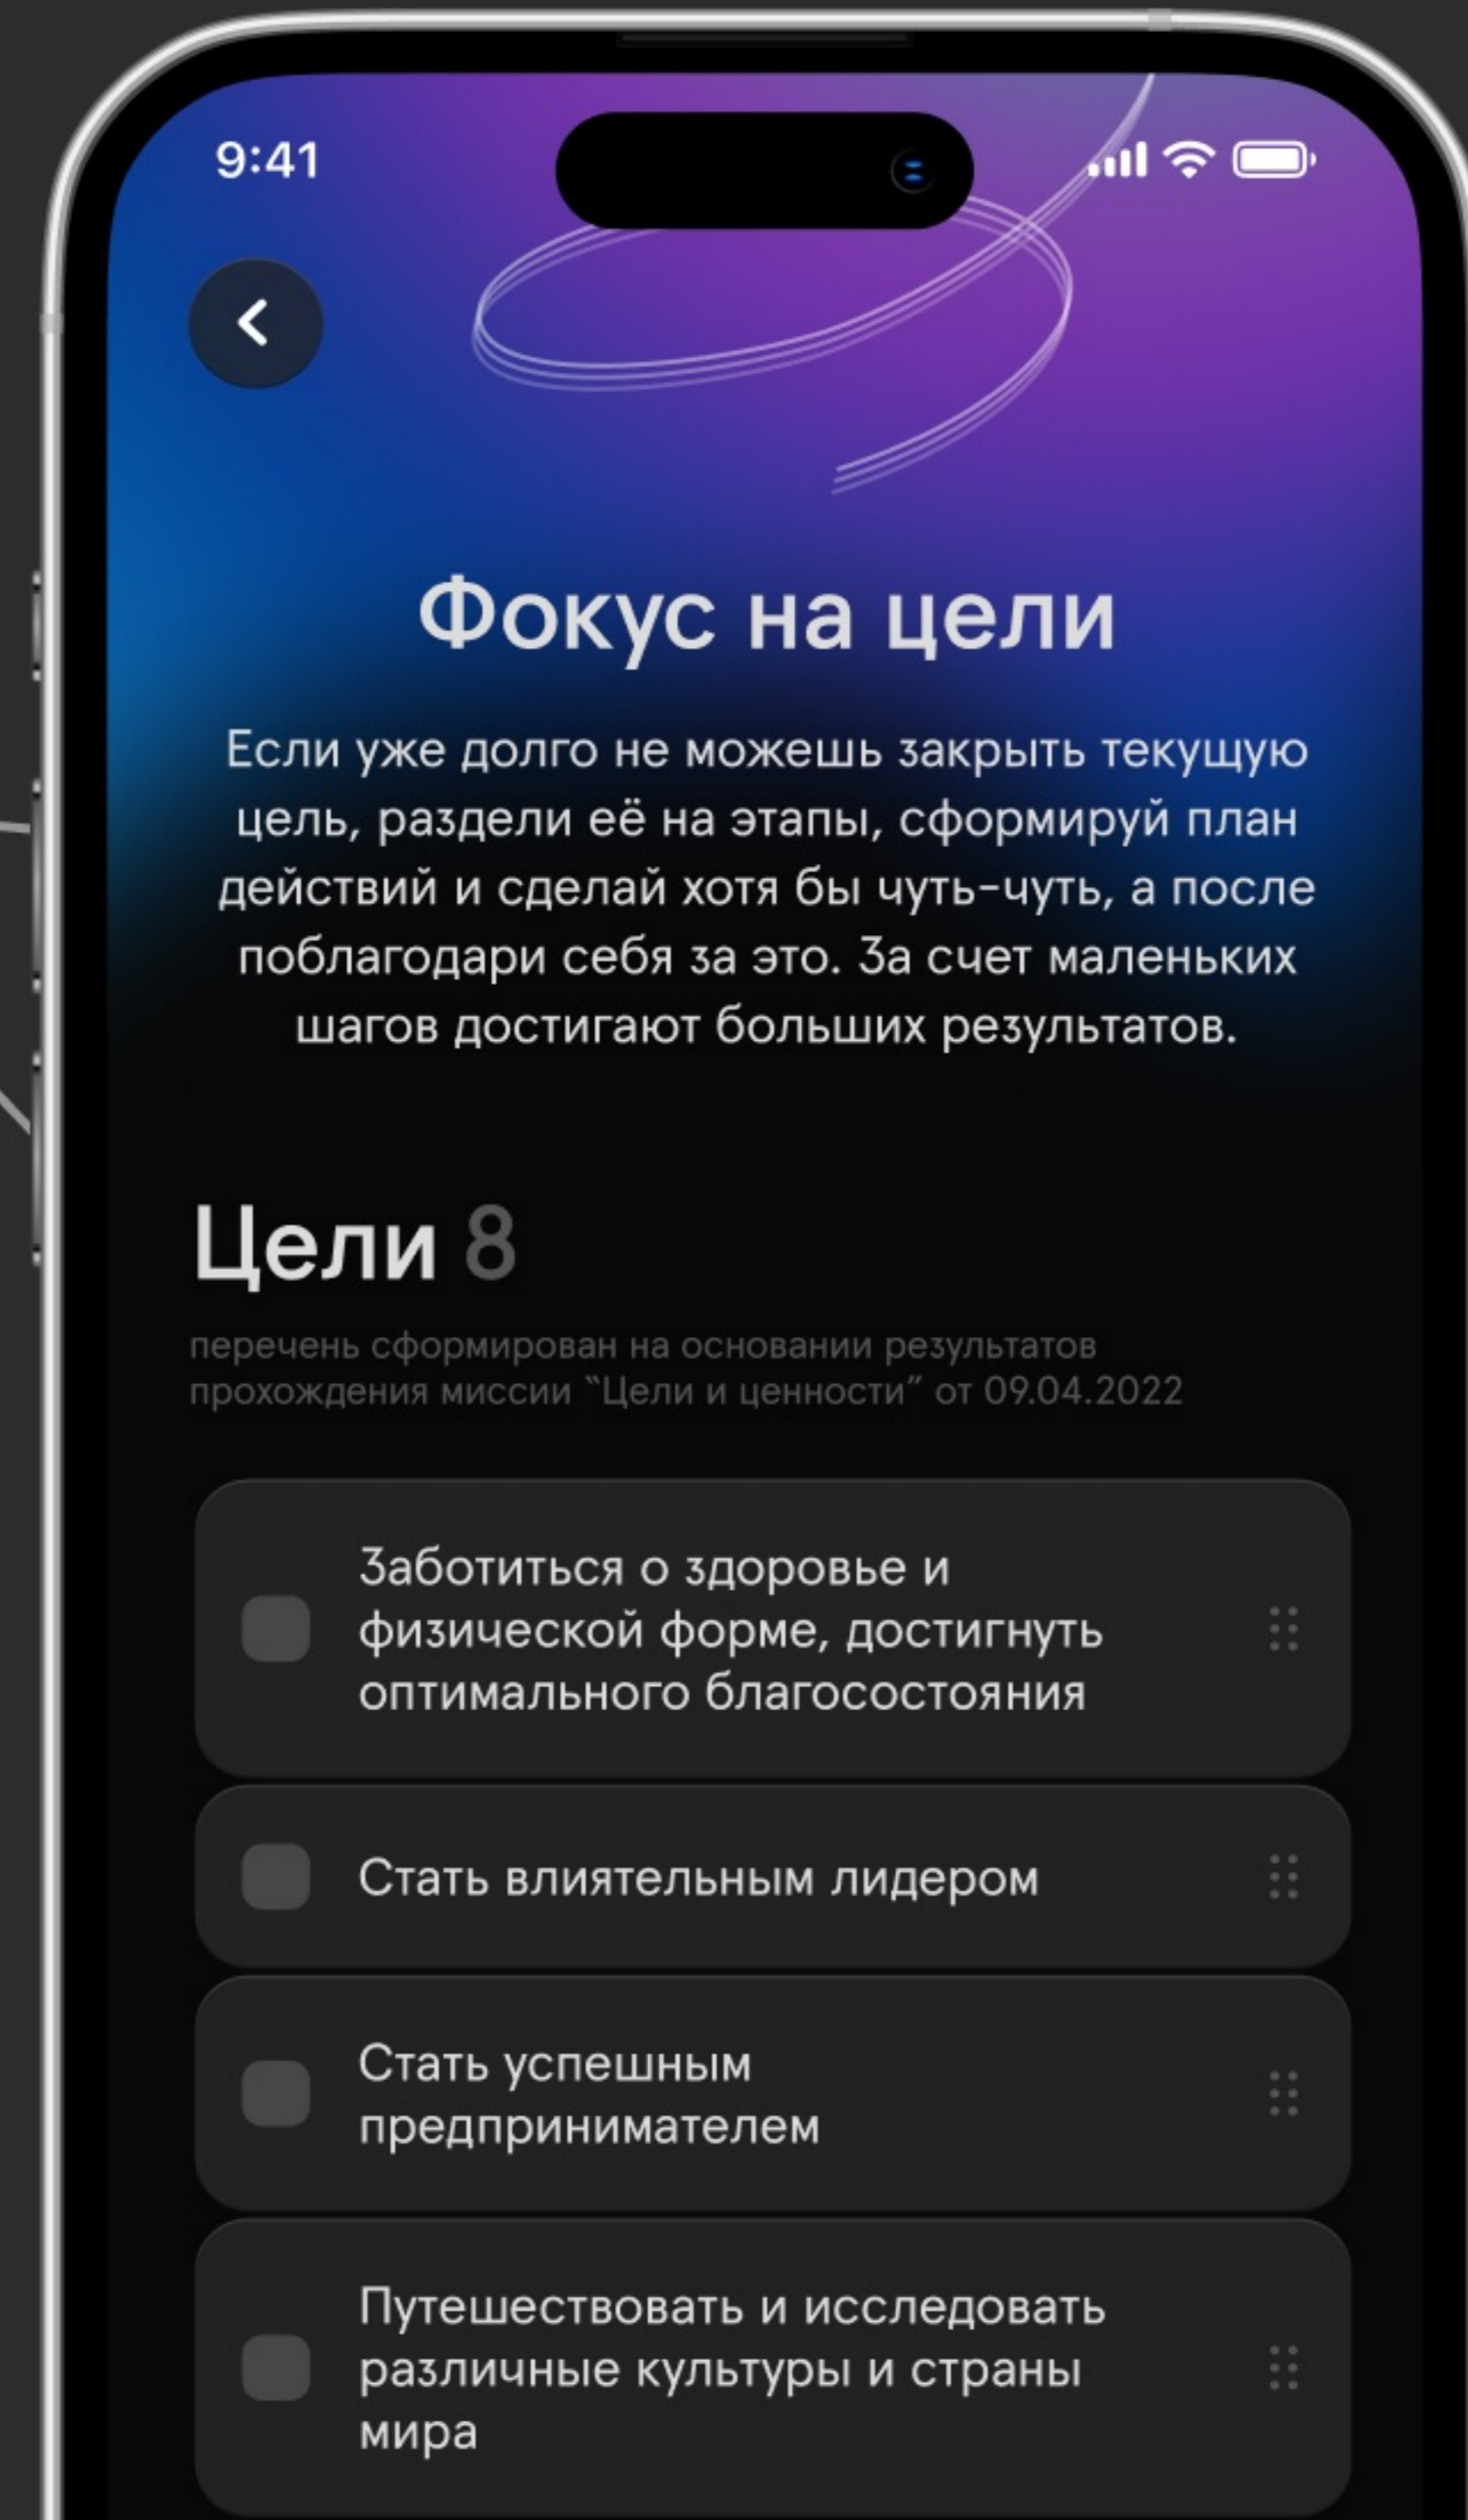 9:41
Фокус на цели
Если уже долго не можешь закрыть текущую
цель, раздели её на этапы, сформируй план
действий и сделай хотя бы чуть-чуть, а после
поблагодари себя за это. За счет маленьких
шагов достигают больших результатов.
Цели 8
перечень сформирован на основании результатов
прохождения миссии “Цели и ценности” от 09.04.2022
Заботиться о здоровье и
физической форме, достигнуть
оптимального благосостояния
Стать влиятельным лидером
Стать успешным
предпринимателем
Путешествовать и исследовать
различные культуры и страны
мира